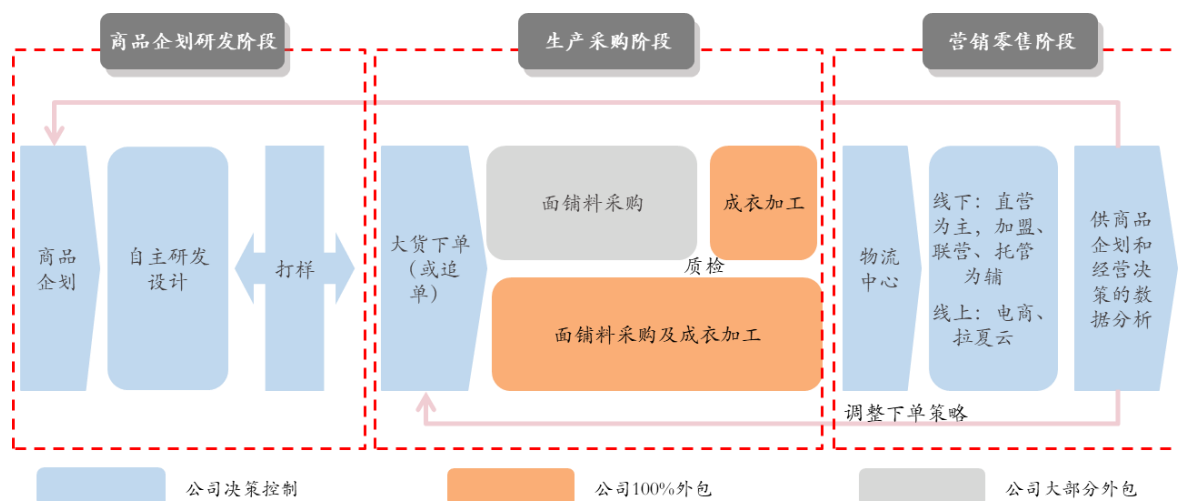 商品企划研发阶段
生产采购阶段
营销零售阶段
商品
企划
自主研发
设计
打样
大货下单
（或追
单）
面铺料采购
成衣加工
质检
面铺料采购及成衣加工
物流
中心
线下：直营
为主，加盟、
联营、托管
为辅
线上：电商、
拉夏云
供商品
企划和
经营决
策的数
据分析
调整下单策略
公司决策控制
公司100%外包
公司大部分外包